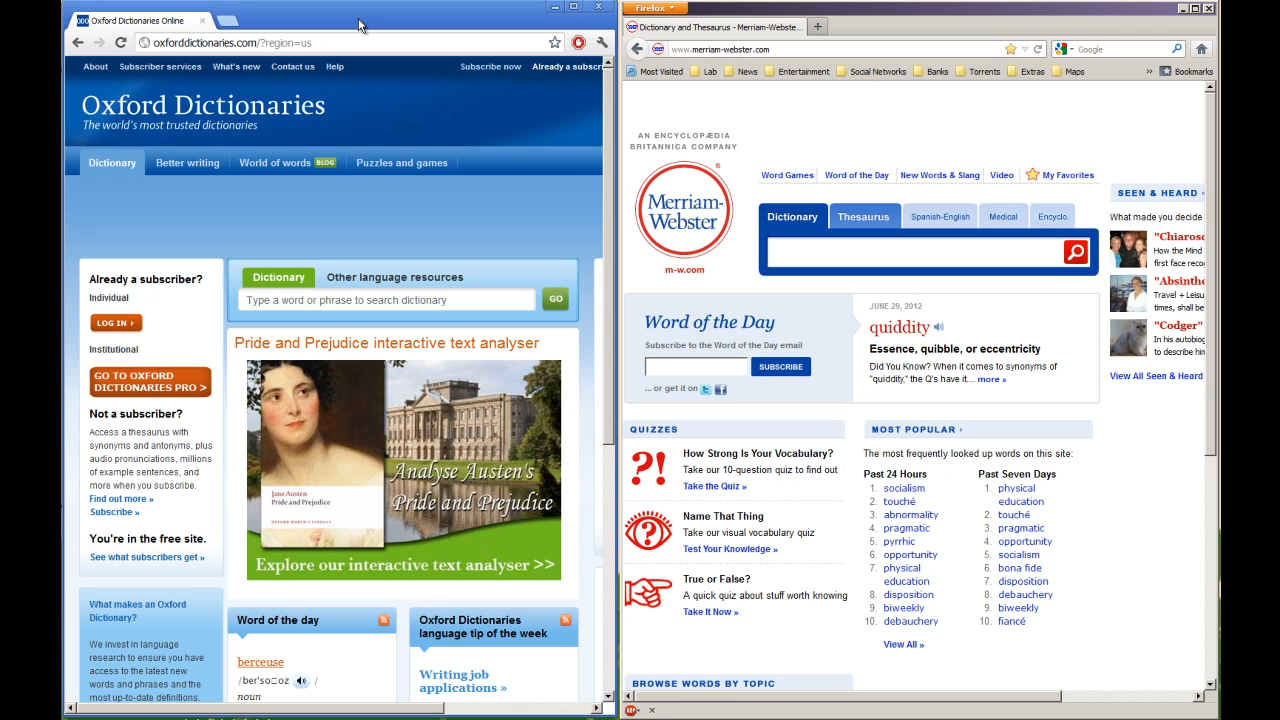 Oxford Dictionaries Online
oxforddictionaries.com/?region=us
About Subscriber services What's new Contact us Help Subscribe now Already a subscr
Oxford Dictionaries
The world's most trusted dictionaries
Dictionary Better writing World of words BLOG Puzzles and games
Already a subscriber?
Individual
LOG IN ›
Institutional
GO TO OXFORD
DICTIONARIES PRO >
Not a subscriber?
Access a thesaurus with
synonyms and antonyms, plus
audio pronunciations, millions
of example sentences, and
more when you subscribe.
Find out more »
Subscribe »
You're in the free site.
See what subscribers get »
What makes an Oxford
Dictionary?
We invest in language
research to ensure you have
access to the latest new
words and phrases and the
most up-to-date definitions.
Dictionary Other language resources
Type a word or phrase to search dictionary GO
Pride and Prejudice interactive text analyser
Jane Austen
Pride and Prejudice
OXFORD WORLD'S CLASSICS
Analyse Austen's
Pride and Prejudice
Explore our interactive text analyser >>
Word of the day
berceuse
/berˈso□oz /
noun
Oxford Dictionaries
language tip of the week
Writing job
applications »
Firefox
Dictionary and Thesaurus - Merriam-Webste...
www.merriam-webster.com
Google
Most Visited Lab News Entertainment Social Networks Banks Torrents Extras Maps » Bookmarks
AN ENCYCLOPÆDIA
BRITANNICA COMPANY
Merriam-
Webster
®
m-w.com
Word Games Word of the Day New Words & Slang Video My Favorites
Dictionary Thesaurus Spanish-English Medical Encyclo.
SEEN & HEARD ›
What made you decide
"Chiaros
How the Mind
first face reco
"Absinthe
Travel + Leisu
times, shall be
"Codger"
In his autobiog
to describe him
View All Seen & Heard
Word of the Day
Subscribe to the Word of the Day email
SUBSCRIBE
... or get it on
JUNE 29, 2012
quiddity
Essence, quibble, or eccentricity
Did You Know? When it comes to synonyms of
"quiddity," the Q's have it.... more »
QUIZZES
?!
How Strong Is Your Vocabulary?
Take our 10-question quiz to find out
Take the Quiz »
Name That Thing
Take our visual vocabulary quiz
Test Your Knowledge »
True or False?
A quick quiz about stuff worth knowing
Take It Now »
MOST POPULAR ›
The most frequently looked up words on this site:
Past 24 Hours
1. socialism
2. touché
3. abnormality
4. pragmatic
5. pyrrhic
6. opportunity
7. physical
education
8. disposition
9. biweekly
10. debauchery
Past Seven Days
1. physical
education
2. touché
3. pragmatic
4. opportunity
5. socialism
6. bona fide
7. disposition
8. debauchery
9. biweekly
10. fiancé
View All »
BROWSE WORDS BY TOPIC